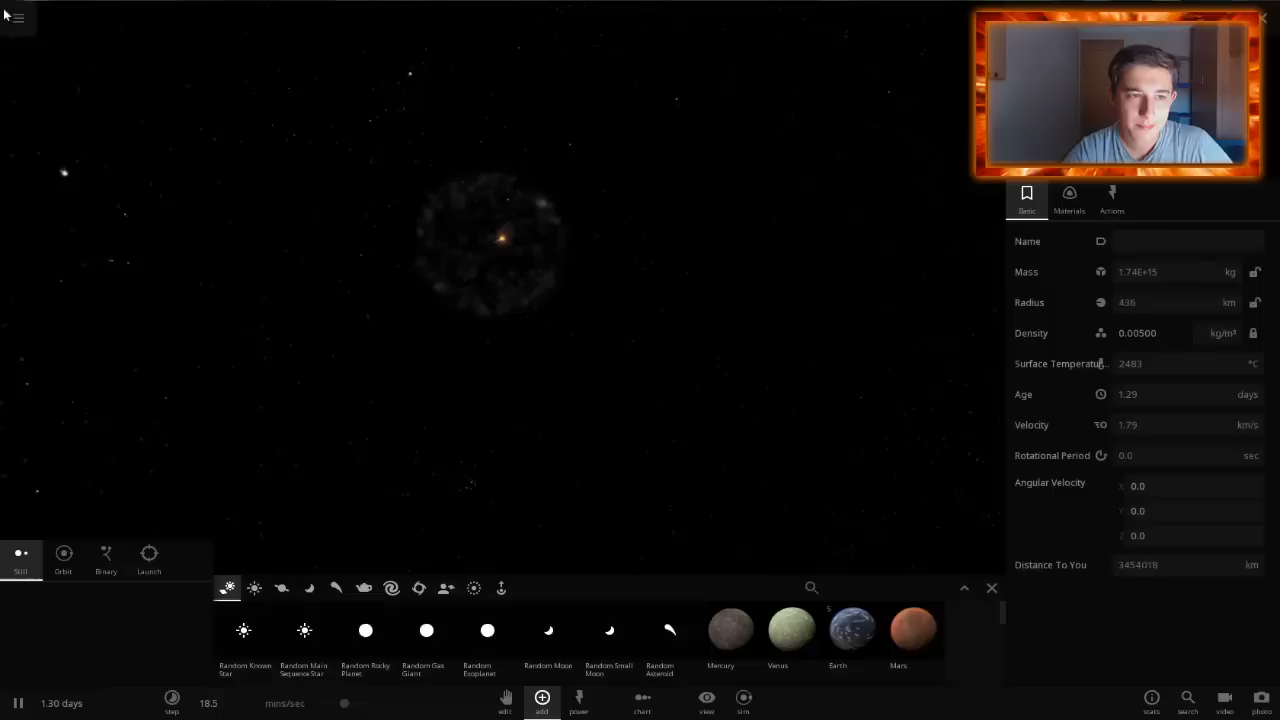 Basic
Materials
Actions
Name
Mass 1.74E+15 kg
Radius 436 km
Density 0.00500 kg/m³
Surface Temperatur... 2483 °C
Age 1.29 days
Velocity 1.79 km/s
Rotational Period 0.0 sec
Angular Velocity X 0.0
Y 0.0
Z 0.0
Distance To You 3454018 km
Still
Orbit
Binary
Launch
Random Known Star
Random Main Sequence Star
Random Rocky Planet
Random Gas Giant
Random Exoplanet
Random Moon
Random Small Moon
Random Asteroid
Mercury
Venus
S
Earth
Mars
1.30 days
step
18.5 mins/sec
edit
add
power
chart
view
sim
stats
search
video
photo